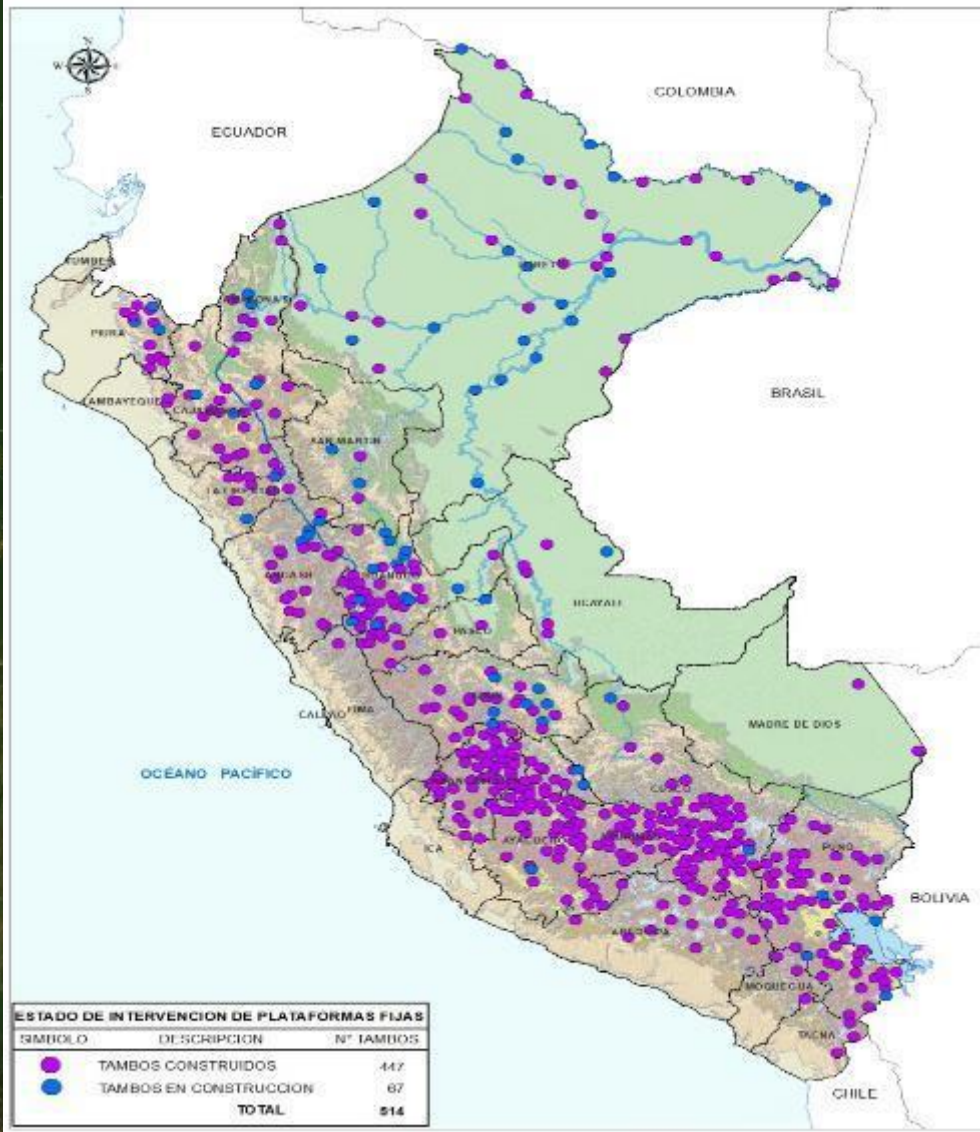 N
W
S
COLOMBIA
ECUADOR
PIURA
LAMBAYEQUE
BRASIL
SAN MARTIN
ANCASH
UCAYALI
PASCO
CALLAO
LIMA
MADRE DE DIOS
OCÉANO PACÍFICO
CUSCO
ICA
AYACUCHO
PUNO
BOLIVIA
AREQUIPA
MOQUEGUA
TACNA
CHILE
ESTADO DE INTERVENCION DE PLATAFORMAS FIJAS
SIMBOLO DESCRIPCION N° TAMBOS
TAMBOS CONSTRUIDOS 447
TAMBOS EN CONSTRUCCION 67
TOTAL 514